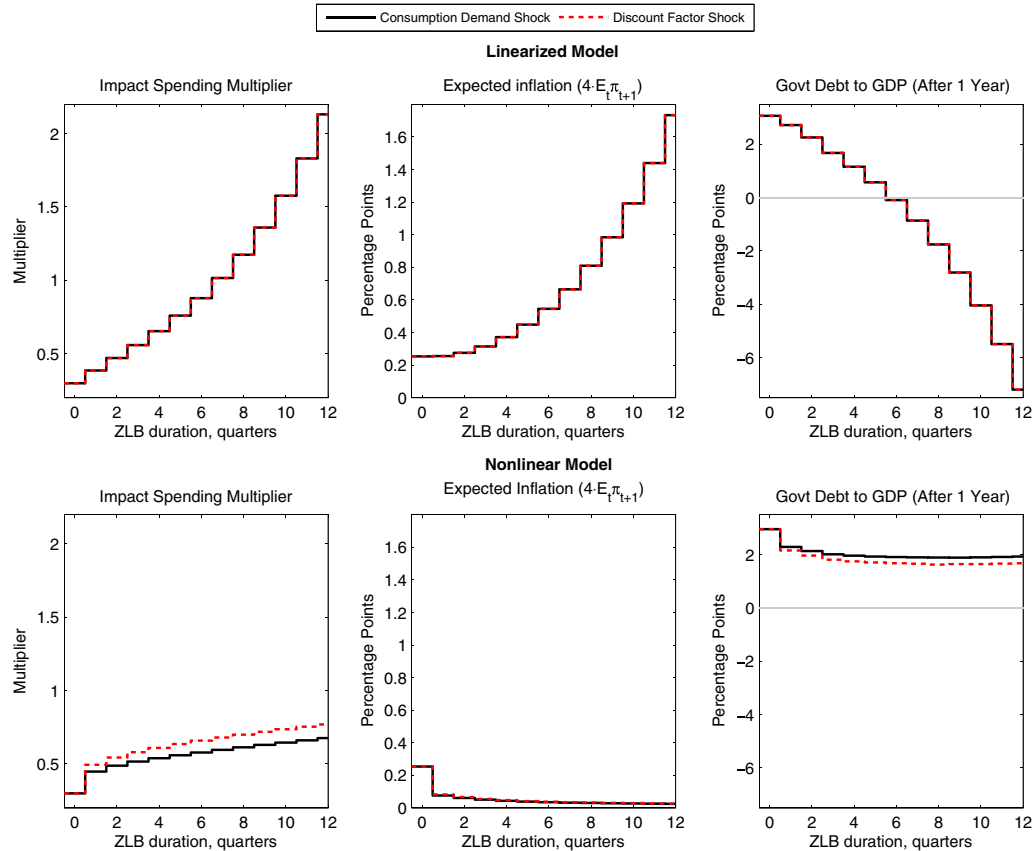 Consumption Demand Shock
Discount Factor Shock
Linearized Model
Impact Spending Multiplier
Multiplier
2
1.5
1
0.5
0 2 4 6 8 10 12
ZLB duration, quarters
Expected inflation (4·E_tπ_{t+1})
Percentage Points
1.6
1.4
1.2
1
0.8
0.6
0.4
0.2
0
0 2 4 6 8 10 12
ZLB duration, quarters
Govt Debt to GDP (After 1 Year)
Percentage Points
2
0
−2
−4
−6
0 2 4 6 8 10 12
ZLB duration, quarters
Nonlinear Model
Impact Spending Multiplier
Multiplier
2
1.5
1
0.5
0 2 4 6 8 10 12
ZLB duration, quarters
Expected Inflation (4·E_tπ_{t+1})
Percentage Points
1.6
1.4
1.2
1
0.8
0.6
0.4
0.2
0
0 2 4 6 8 10 12
ZLB duration, quarters
Govt Debt to GDP (After 1 Year)
Percentage Points
2
0
−2
−4
−6
0 2 4 6 8 10 12
ZLB duration, quarters